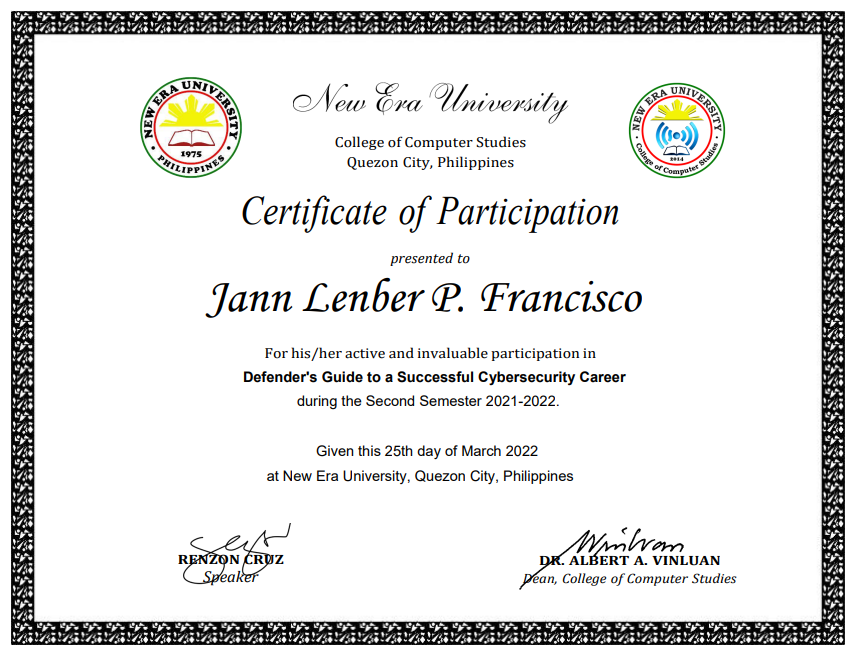 NEW ERA UNIVERSITY
1975
PHILIPPINES
New Era University
College of Computer Studies
Quezon City, Philippines
NEW ERA UNIVERSITY
2014
College of Computer Studies
Certificate of Participation
presented to
Jann Lenber P. Francisco
For his/her active and invaluable participation in
Defender's Guide to a Successful Cybersecurity Career
during the Second Semester 2021-2022.
Given this 25th day of March 2022
at New Era University, Quezon City, Philippines
RENZON CRUZ
Speaker
Winluan
DR. ALBERT A. VINLUAN
Dean, College of Computer Studies